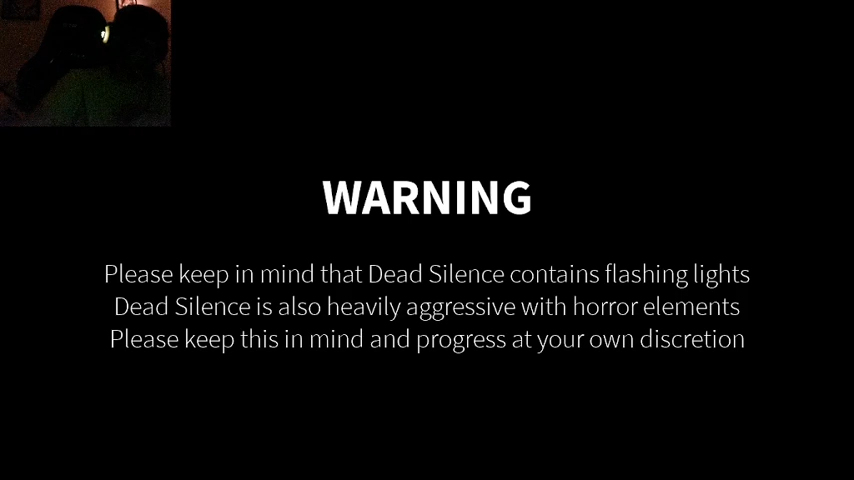 WARNING
Please keep in mind that Dead Silence contains flashing lights
Dead Silence is also heavily aggressive with horror elements
Please keep this in mind and progress at your own discretion